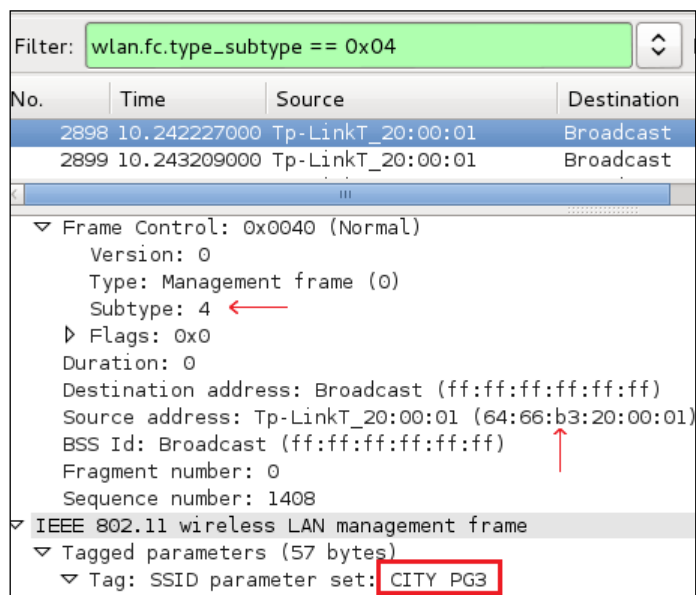 Filter: wlan.fc.type_subtype == 0x04
No. Time Source Destination
2898 10.242227000 Tp-LinkT_20:00:01 Broadcast
2899 10.243209000 Tp-LinkT_20:00:01 Broadcast
Frame Control: 0x0040 (Normal)
Version: 0
Type: Management frame (0)
Subtype: 4
Flags: 0x0
Duration: 0
Destination address: Broadcast (ff:ff:ff:ff:ff:ff)
Source address: Tp-LinkT_20:00:01 (64:66:b3:20:00:01)
BSS Id: Broadcast (ff:ff:ff:ff:ff:ff)
Fragment number: 0
Sequence number: 1408
IEEE 802.11 wireless LAN management frame
Tagged parameters (57 bytes)
Tag: SSID parameter set: CITY PG3